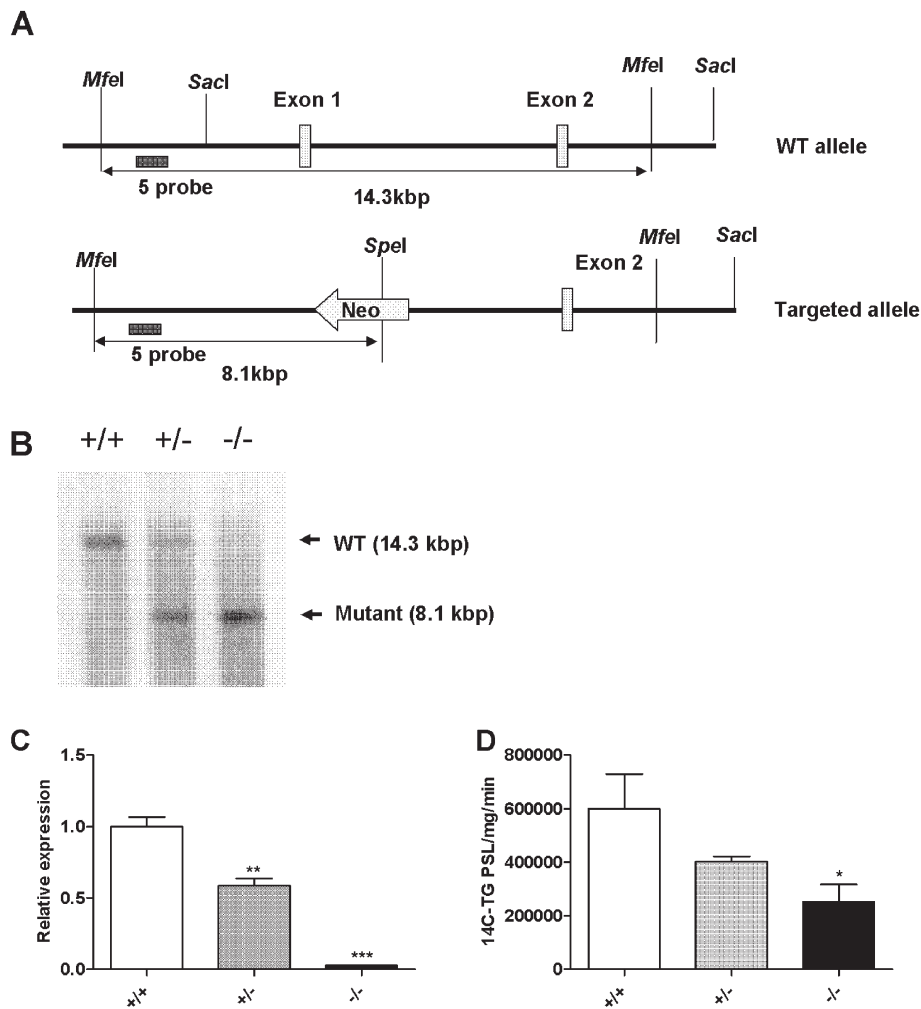 A
MfeI
SacI
Exon 1
Exon 2
MfeI
SacI
WT allele
5 probe
14.3kbp
MfeI
SpeI
Exon 2
MfeI
SacI
Neo
Targeted allele
5 probe
8.1kbp
B
+/+ +/- -/-
WT (14.3 kbp)
Mutant (8.1 kbp)
C
Relative expression
1.5
1.0
0.5
0.0
**
***
+/+
+/-
-/-
D
14C-TG PSL/mg/min
800000
600000
400000
200000
0
*
+/+
+/-
-/-